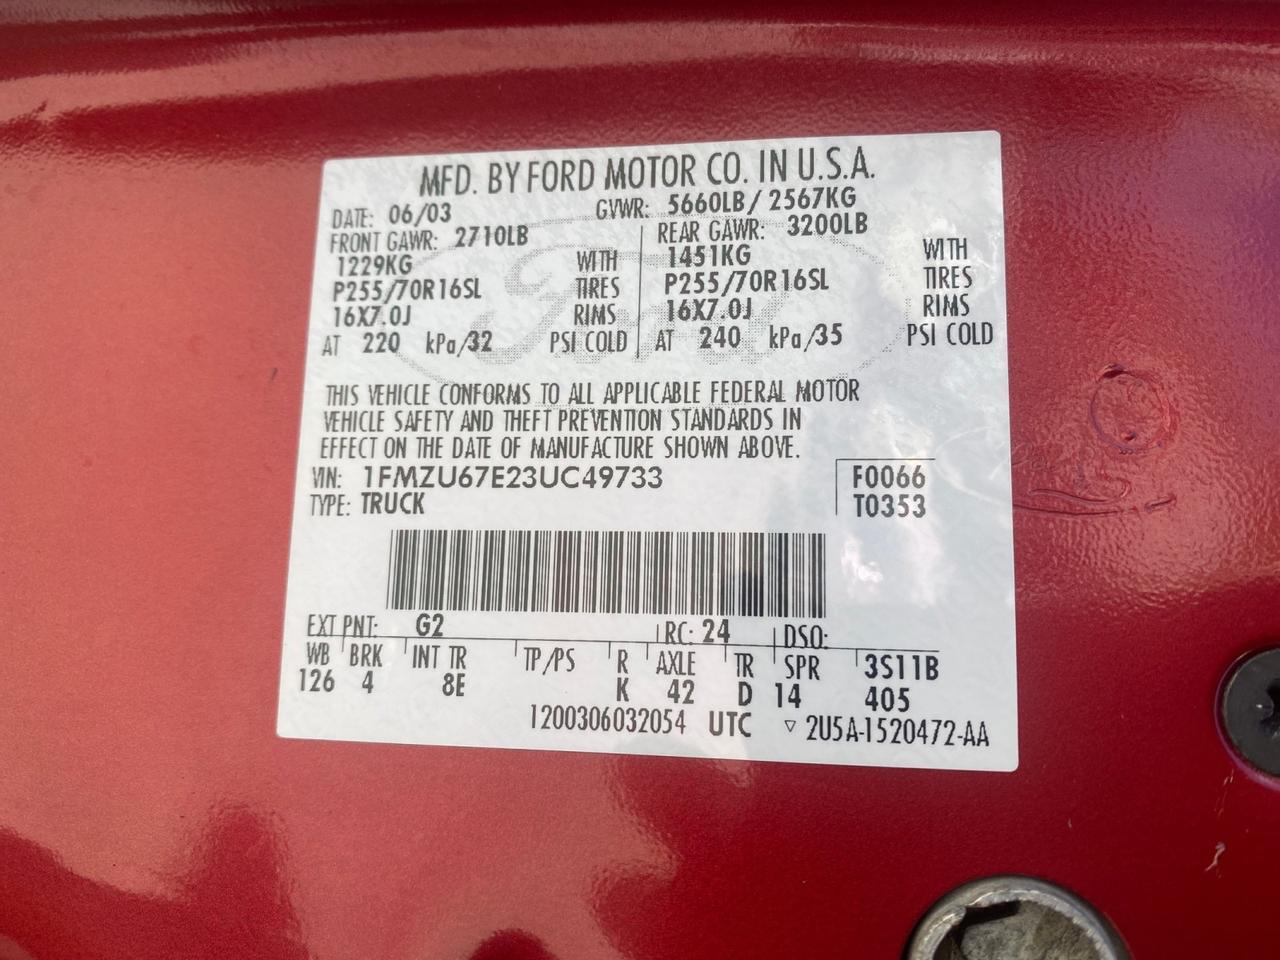 MFD. BY FORD MOTOR CO. IN U.S.A.
DATE: 06/03 GVWR: 5660LB/ 2567KG
FRONT GAWR: 2710LB REAR GAWR: 3200LB
1229KG WITH 1451KG WITH
P255/70R16SL TIRES P255/70R16SL TIRES
16X7.0J RIMS 16X7.0J RIMS
AT 220 kPa/32 PSI COLD AT 240 kPa/35 PSI COLD
THIS VEHICLE CONFORMS TO ALL APPLICABLE FEDERAL MOTOR
VEHICLE SAFETY AND THEFT PREVENTION STANDARDS IN
EFFECT ON THE DATE OF MANUFACTURE SHOWN ABOVE.
VIN: 1FMZU67E23UC49733 F0066
TYPE: TRUCK T0353
EXT PNT: G2 RC: 24 DSO:
WB BRK INT TR TP/PS R AXLE TR SPR 3S11B
126 4 8E K 42 D 14 405
1200306032054 UTC ▽ 2U5A-1520472-AA
Ford